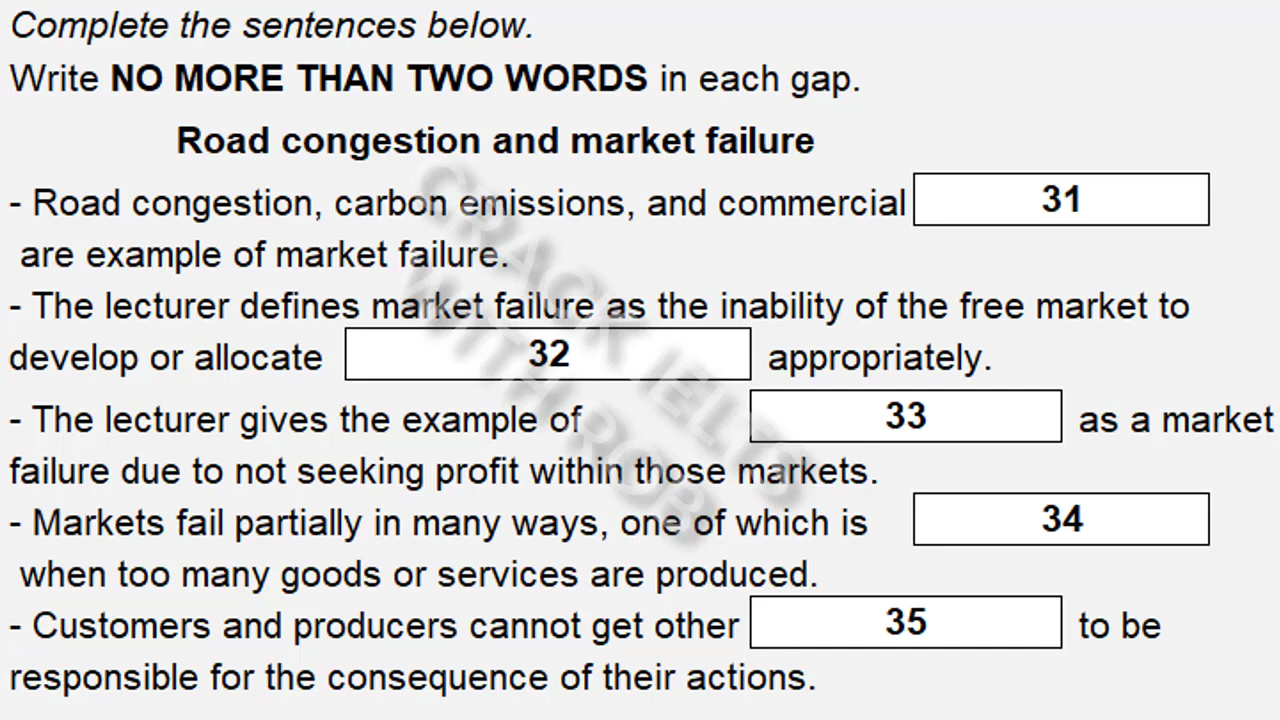 Complete the sentences below.
Write NO MORE THAN TWO WORDS in each gap.
Road congestion and market failure
- Road congestion, carbon emissions, and commercial 31
are example of market failure.
- The lecturer defines market failure as the inability of the free market to
develop or allocate 32 appropriately.
- The lecturer gives the example of 33 as a market
failure due to not seeking profit within those markets.
- Markets fail partially in many ways, one of which is 34
when too many goods or services are produced.
- Customers and producers cannot get other 35 to be
responsible for the consequence of their actions.
CRACK IELTS
WITH ROB